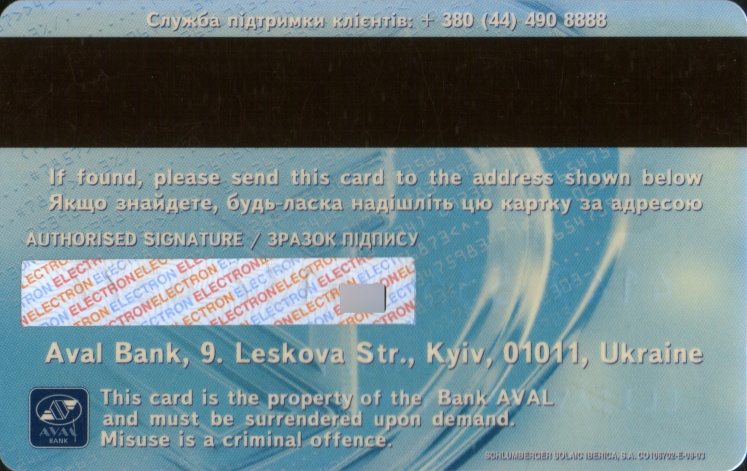 Служба підтримки клієнтів: + 380 (44) 490 8888
If found, please send this card to the address shown below
Якщо знайдете, будь-ласка надішліть цю картку за адресою
AUTHORISED SIGNATURE / ЗРАЗОК ПІДПИСУ
ELECTRON ELECTRON ELECTRON ELECTRON
Aval Bank, 9. Leskova Str., Kyiv, 01011, Ukraine
This card is the property of the Bank AVAL
and must be surrendered upon demand.
Misuse is a criminal offence.
AVAL
BANK
SCHLUMBERGER SOLAIC IBERICA, S.A.